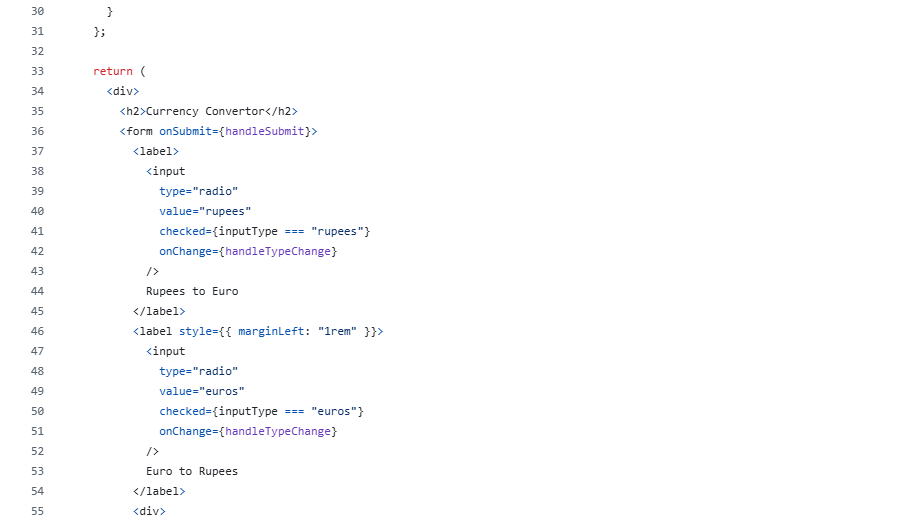 30 }
31 };
32
33 return (
34 <div>
35 <h2>Currency Convertor</h2>
36 <form onSubmit={handleSubmit}>
37 <label>
38 <input
39 type="radio"
40 value="rupees"
41 checked={inputType === "rupees"}
42 onChange={handleTypeChange}
43 />
44 Rupees to Euro
45 </label>
46 <label style={{ marginLeft: "1rem" }}>
47 <input
48 type="radio"
49 value="euros"
50 checked={inputType === "euros"}
51 onChange={handleTypeChange}
52 />
53 Euro to Rupees
54 </label>
55 <div>